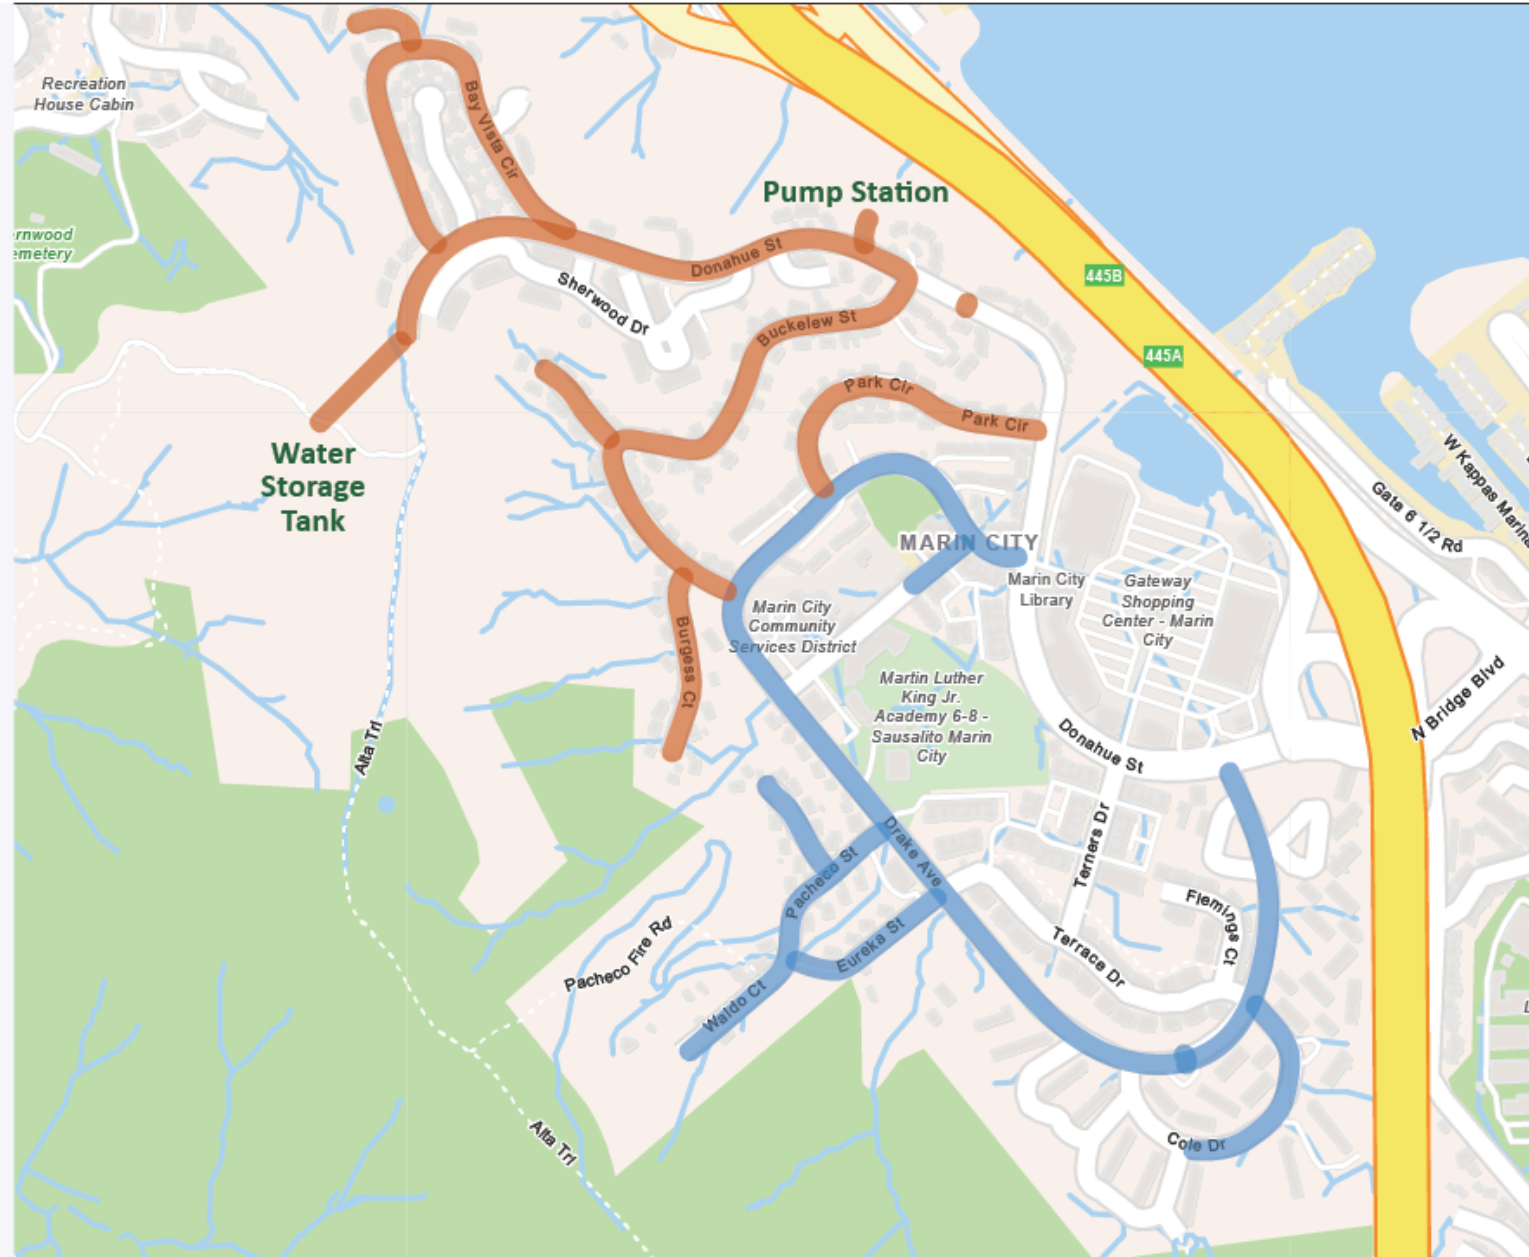 Recreation
House Cabin
Bay Vista Cir
Pump Station
rnwood
emetery
Donahue St
445B
Sherwood Dr
Buckelew St
445A
Park Cir
Park Cir
Water
Storage
Tank
W Kappas Marina
Gate 6 1/2 Rd
MARIN CITY
Marin City
Library
Gateway
Shopping
Center - Marin
City
Marin City
Community
Services District
Burgess Ct
Martin Luther
King Jr.
Academy 6-8 -
Sausalito Marin
City
N Bridge Blvd
Alta Trl
Donahue St
Drake Ave
Terners Dr
Pacheco St
Flemings Ct
Eureka St
Pacheco Fire Rd
Terrace Dr
Waldo Ct
Alta Trl
Cole Dr